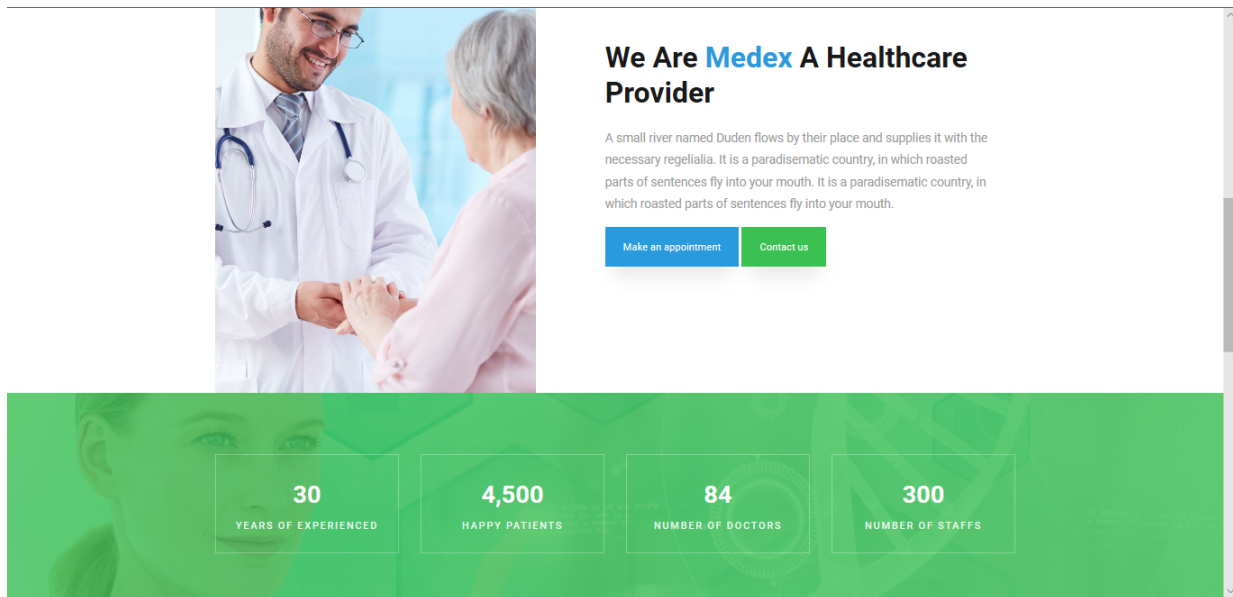 We Are Medex A Healthcare
Provider
A small river named Duden flows by their place and supplies it with the
necessary regelialia. It is a paradisematic country, in which roasted
parts of sentences fly into your mouth. It is a paradisematic country, in
which roasted parts of sentences fly into your mouth.
Make an appointment
Contact us
30
YEARS OF EXPERIENCED
4,500
HAPPY PATIENTS
84
NUMBER OF DOCTORS
300
NUMBER OF STAFFS